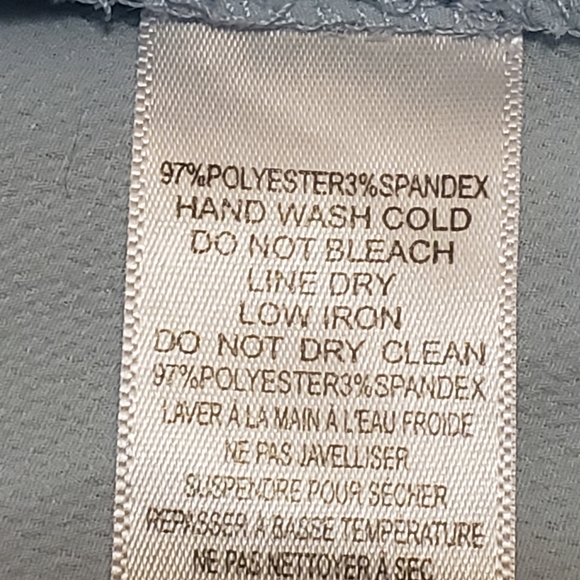 97%POLYESTER3%SPANDEX
HAND WASH COLD
DO NOT BLEACH
LINE DRY
LOW IRON
DO NOT DRY CLEAN
97%POLYESTER3%SPANDEX
LAVER A LA MAIN A L'EAU FROIDE
NE PAS JAVELLISER
SUSPENDRE POUR SECHER
REPASSER A BASSE TEMPERATURE
NE PAS NETTOYER A SEC